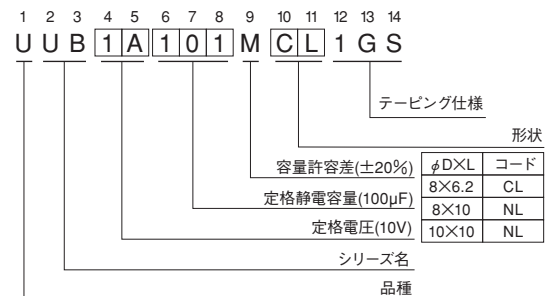 1 2 3 4 5 6 7 8 9 10 11 12 13 14
U U B 1 A 1 0 1 M C L 1 G S
テーピング仕様
形状
容量許容差(±20%)
定格静電容量(100µF)
定格電圧(10V)
シリーズ名
品種
φD×L コード
8×6.2 CL
8×10 NL
10×10 NL